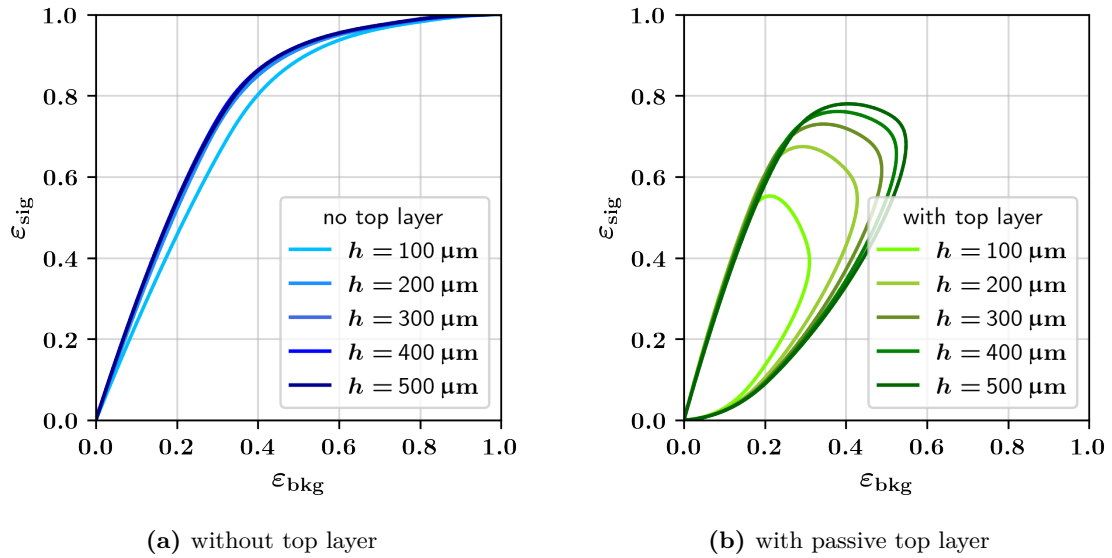 1.0
0.8
0.6
0.4
0.2
0.0
0.0 0.2 0.4 0.6 0.8 1.0
ε_sig
ε_bkg
no top layer
h = 100 μm
h = 200 μm
h = 300 μm
h = 400 μm
h = 500 μm
(a) without top layer
1.0
0.8
0.6
0.4
0.2
0.0
0.0 0.2 0.4 0.6 0.8 1.0
ε_sig
ε_bkg
with top layer
h = 100 μm
h = 200 μm
h = 300 μm
h = 400 μm
h = 500 μm
(b) with passive top layer